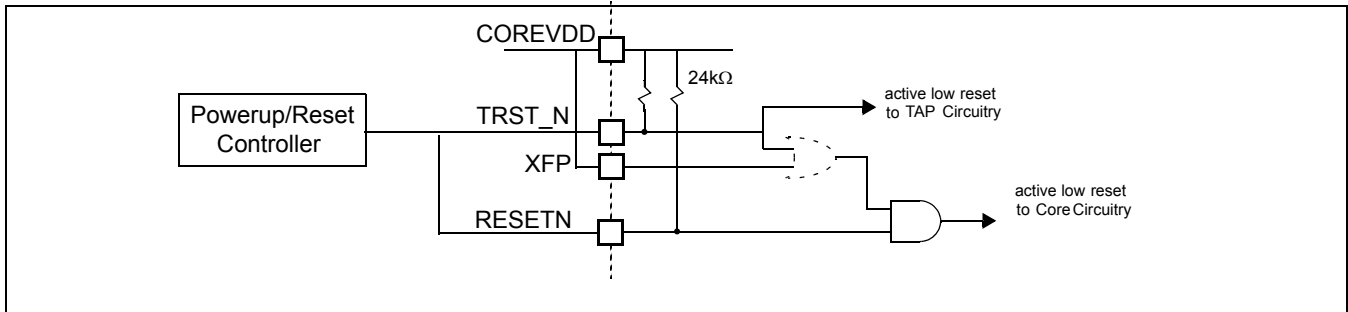 COREVDD
24kΩ
Powerup/Reset
Controller
TRST_N
active low reset
to TAP Circuitry
XFP
active low reset
to Core Circuitry
RESETN